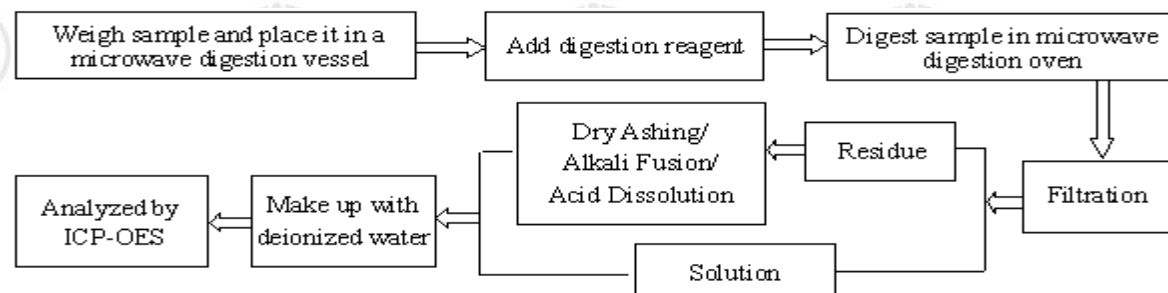 Weigh sample and place it in a
microwave digestion vessel
Add digestion reagent
Digest sample in microwave
digestion oven
Filtration
Residue
Dry Ashing/
Alkali Fusion/
Acid Dissolution
Solution
Make up with
deionized water
Analyzed by
ICP-OES